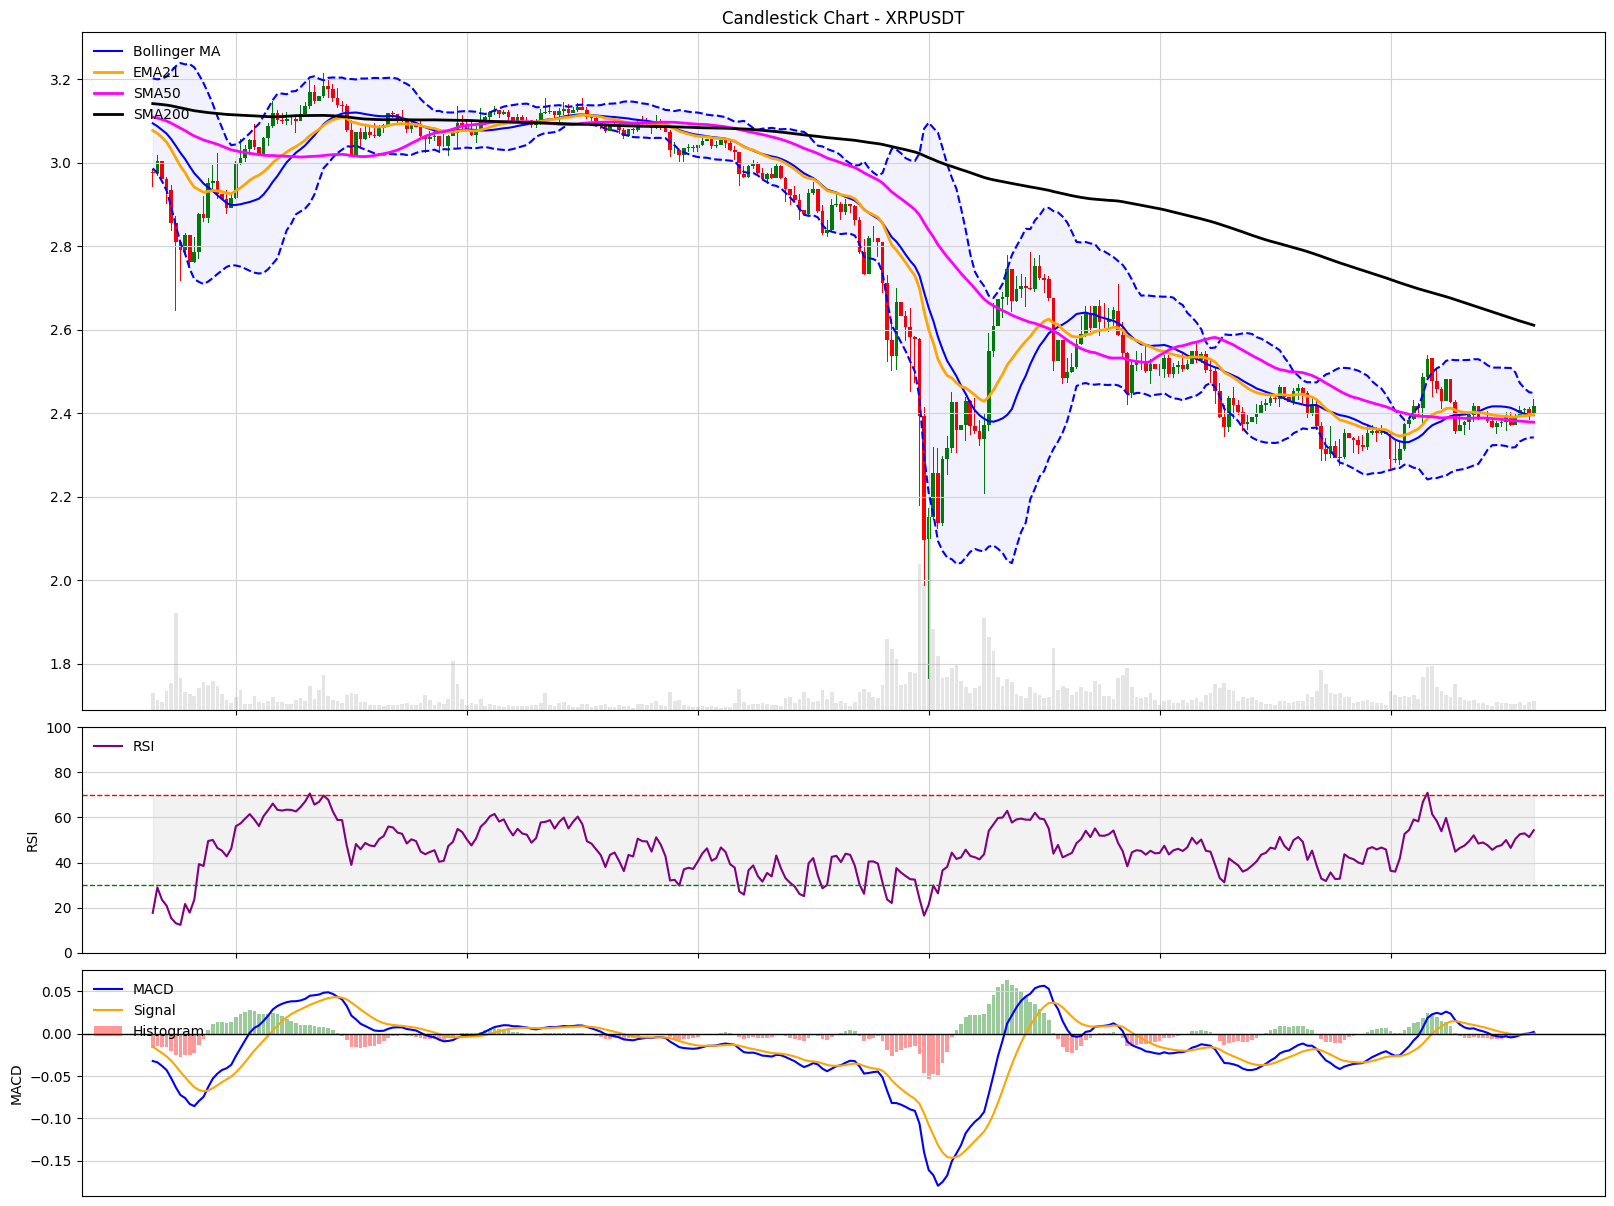 Candlestick Chart - XRPUSDT
Bollinger MA
EMA21
SMA50
SMA200
3.2
3.0
2.8
2.6
2.4
2.2
2.0
1.8
RSI
100
80
60
40
20
0
RSI
MACD
Signal
Histogram
0.05
0.00
−0.05
−0.10
−0.15
MACD